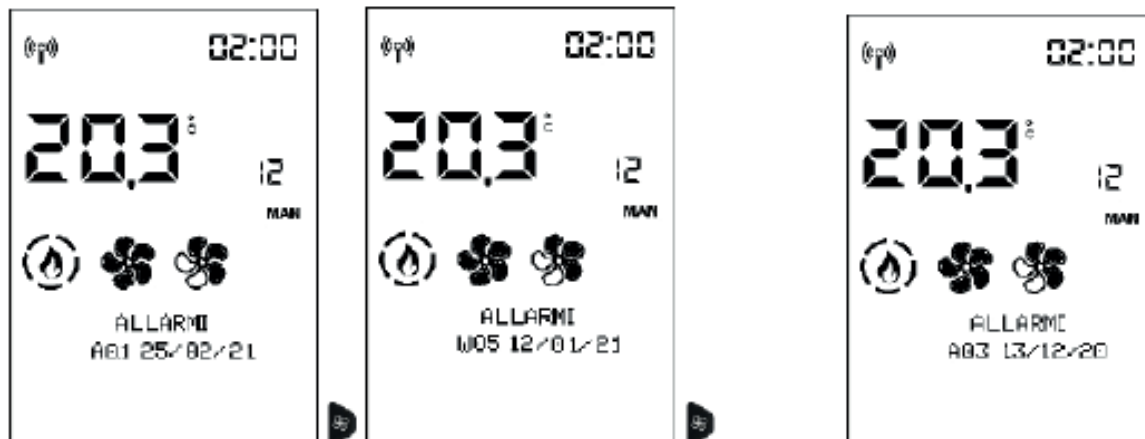 02:00
20.3 °C
12
MAN
ALLARMI
A01 25/02/21
02:00
20.3 °C
12
MAN
ALLARMI
W05 12/01/21
02:00
20.3 °C
12
MAN
ALLARMI
A03 13/12/20